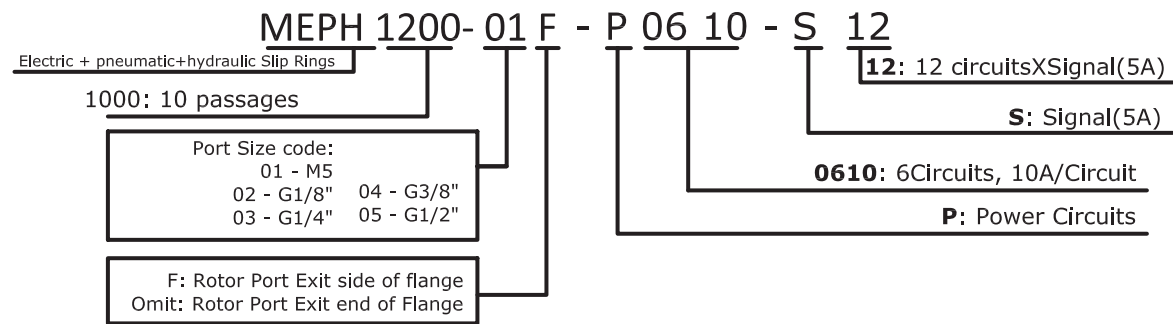 MEPH 1200- 01 F - P 06 10 - S 12
Electric + pneumatic+hydraulic Slip Rings
12: 12 circuitsXSignal(5A)
1000: 10 passages
S: Signal(5A)
Port Size code:
01 - M5
02 - G1/8" 04 - G3/8"
03 - G1/4" 05 - G1/2"
0610: 6Circuits, 10A/Circuit
P: Power Circuits
F: Rotor Port Exit side of flange
Omit: Rotor Port Exit end of Flange